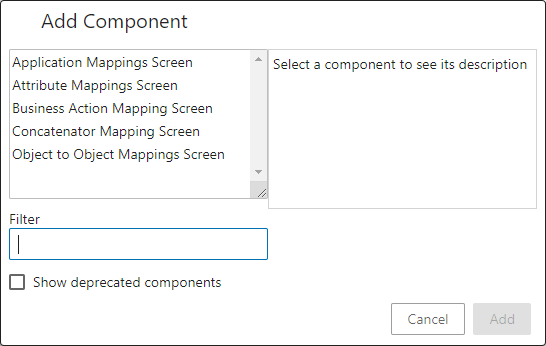 Add Component
Application Mappings Screen
Attribute Mappings Screen
Business Action Mapping Screen
Concatenator Mapping Screen
Object to Object Mappings Screen
Select a component to see its description
Filter
Show deprecated components
Cancel
Add